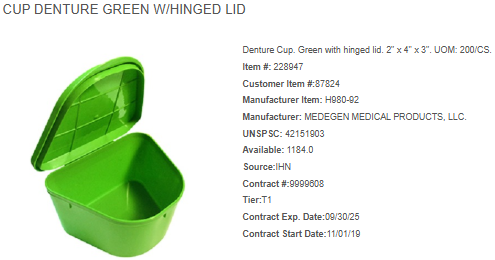 CUP DENTURE GREEN W/HINGED LID
Denture Cup. Green with hinged lid. 2" x 4" x 3". UOM: 200/CS.
Item #: 228947
Customer Item #:87824
Manufacturer Item: H980-92
Manufacturer: MEDEGEN MEDICAL PRODUCTS, LLC.
UNSPSC: 42151903
Available: 1184.0
Source:IHN
Contract #:9999608
Tier:T1
Contract Exp. Date:09/30/25
Contract Start Date:11/01/19